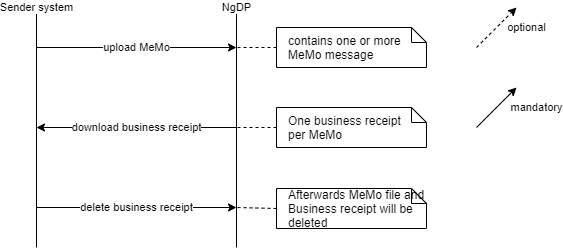 Sender system
NgDP
upload MeMo
contains one or more
MeMo message
optional
download business receipt
One business receipt
per MeMo
mandatory
delete business receipt
Afterwards MeMo file and
Business receipt will be
deleted